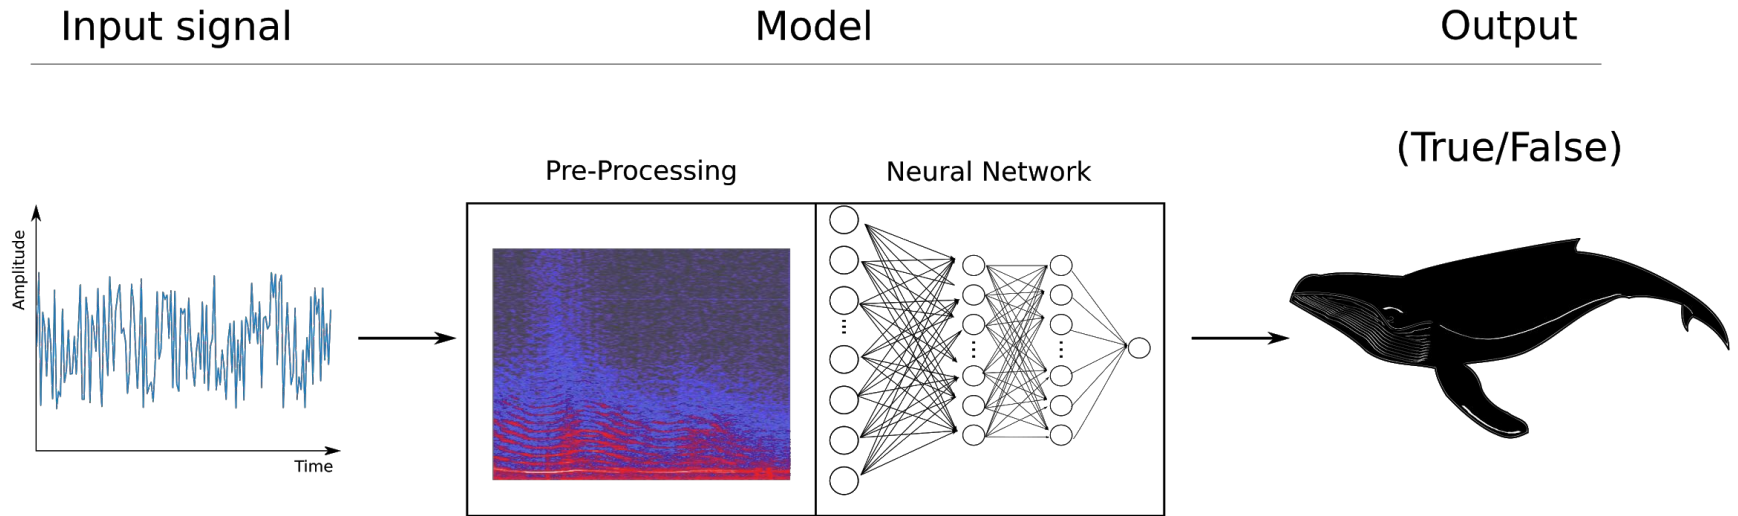 Input signal
Model
Output
(True/False)
Pre-Processing
Neural Network
Amplitude
Time